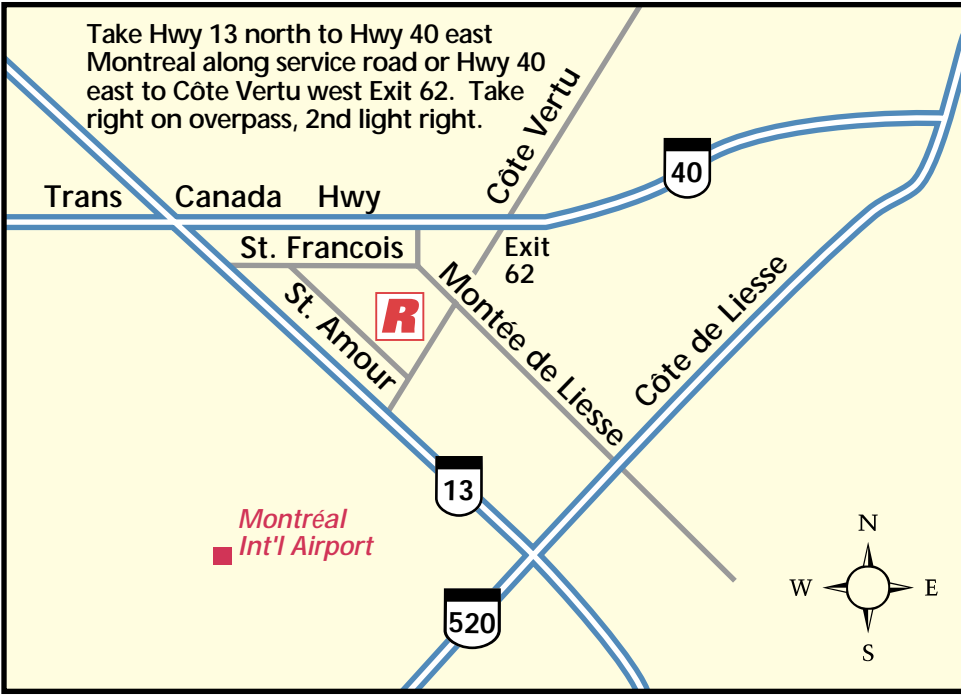 Take Hwy 13 north to Hwy 40 east
Montreal along service road or Hwy 40
east to Côte Vertu west Exit 62. Take
right on overpass, 2nd light right.
Côte Vertu
40
Trans Canada Hwy
St. Francois
Exit
62
R
St. Amour
Montée de Liesse
Côte de Liesse
13
Montréal
Int'l Airport
520
N
W
E
S